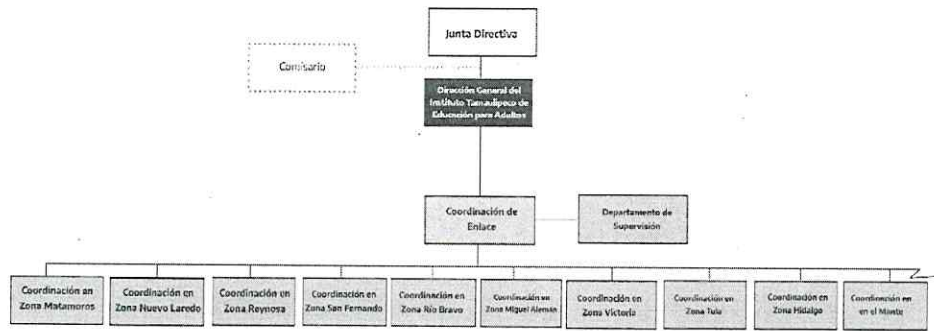 Junta Directiva
Comisario
Dirección General del
Instituto Tamaulipeco de
Educación para Adultos
Coordinación de
Enlace
Departamento de
Supervisión
Coordinación en
Zona Matamoros
Coordinación en
Zona Nuevo Laredo
Coordinación en
Zona Reynosa
Coordinación en
Zona San Fernando
Coordinación en
Zona Río Bravo
Coordinación en
Zona Miguel Alemán
Coordinación en
Zona Victoria
Coordinación en
Zona Tula
Coordinación en
Zona Hidalgo
Coordinación en
en el Mante